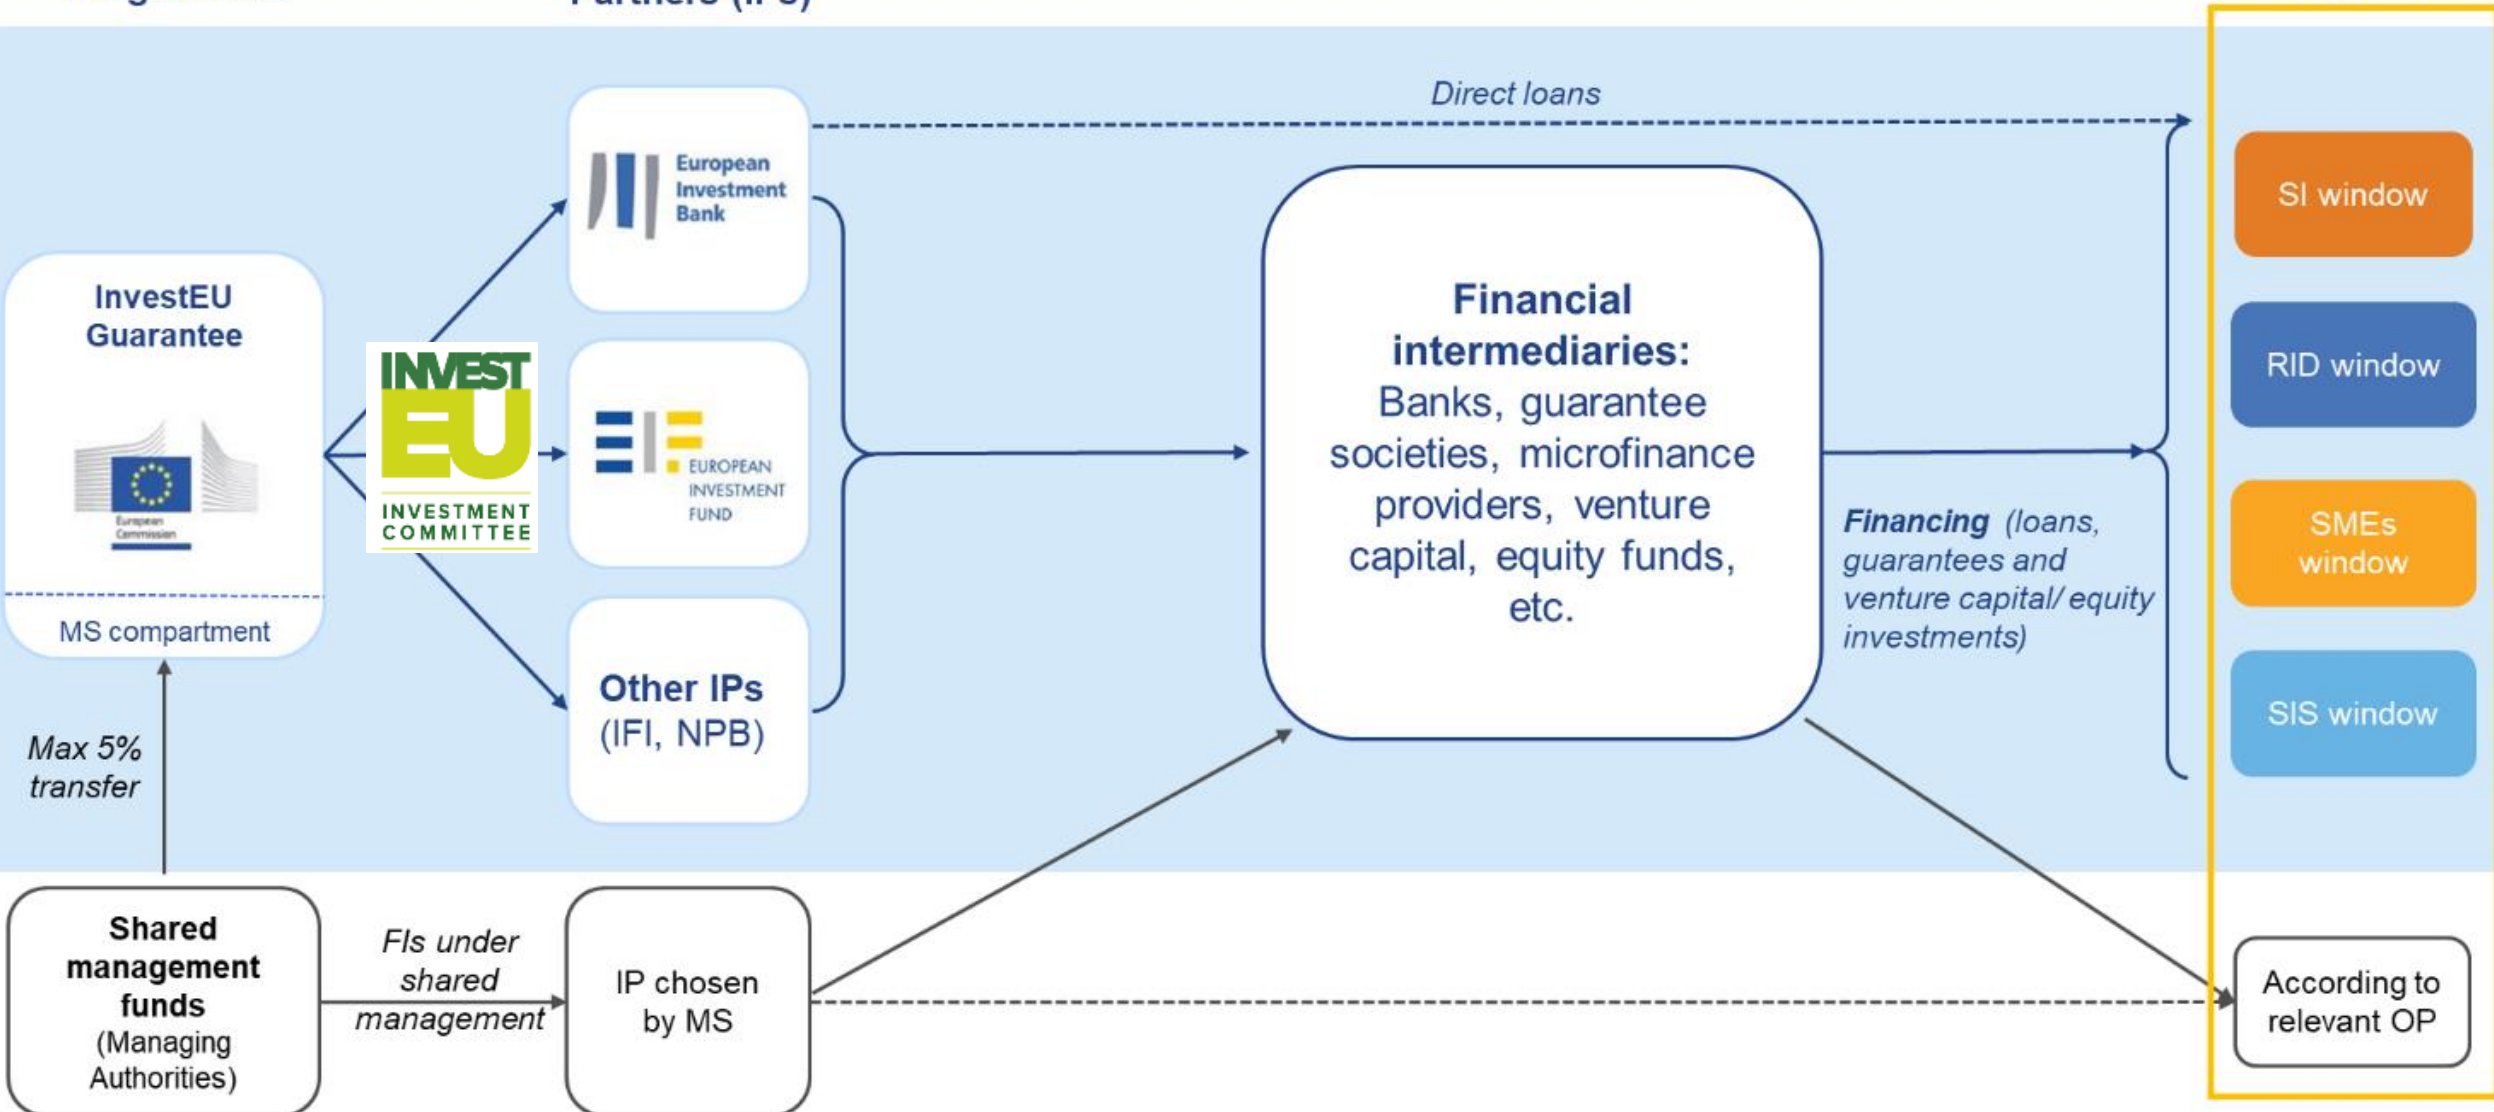 Partners (IPs)
Direct loans
InvestEU
Guarantee
European
Commission
MS compartment
INVEST
EU
INVESTMENT
COMMITTEE
European
Investment
Bank
EIF
EUROPEAN
INVESTMENT
FUND
Other IPs
(IFI, NPB)
Financial
intermediaries:
Banks, guarantee
societies, microfinance
providers, venture
capital, equity funds,
etc.
Financing (loans,
guarantees and
venture capital/ equity
investments)
SI window
RID window
SMEs
window
SIS window
Max 5%
transfer
Shared
management
funds
(Managing
Authorities)
FIs under
shared
management
IP chosen
by MS
According to
relevant OP